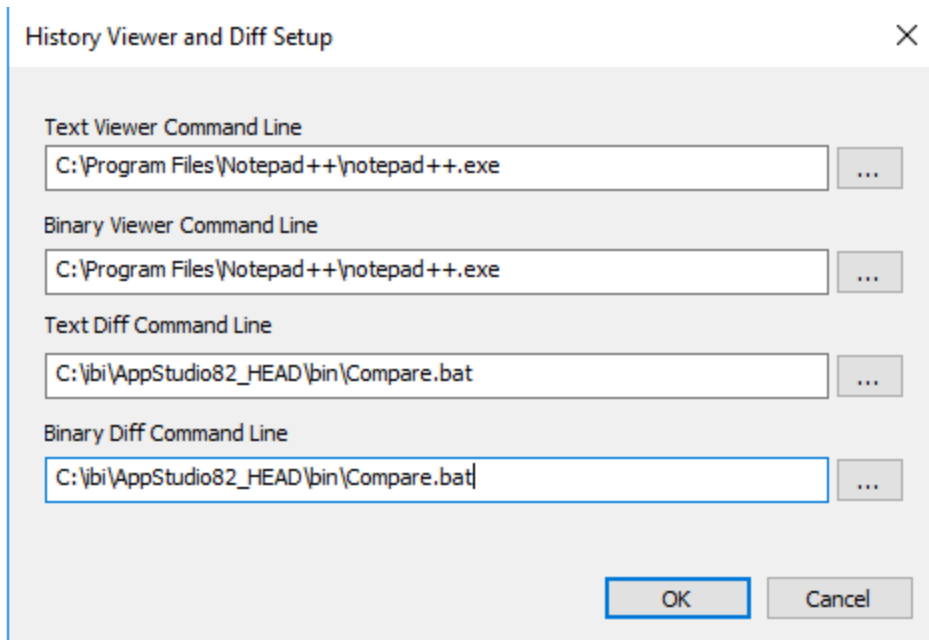 History Viewer and Diff Setup
Text Viewer Command Line
C:\Program Files\Notepad++\notepad++.exe
...
Binary Viewer Command Line
C:\Program Files\Notepad++\notepad++.exe
...
Text Diff Command Line
C:\ibi\AppStudio82_HEAD\bin\Compare.bat
...
Binary Diff Command Line
C:\ibi\AppStudio82_HEAD\bin\Compare.bat
...
OK Cancel